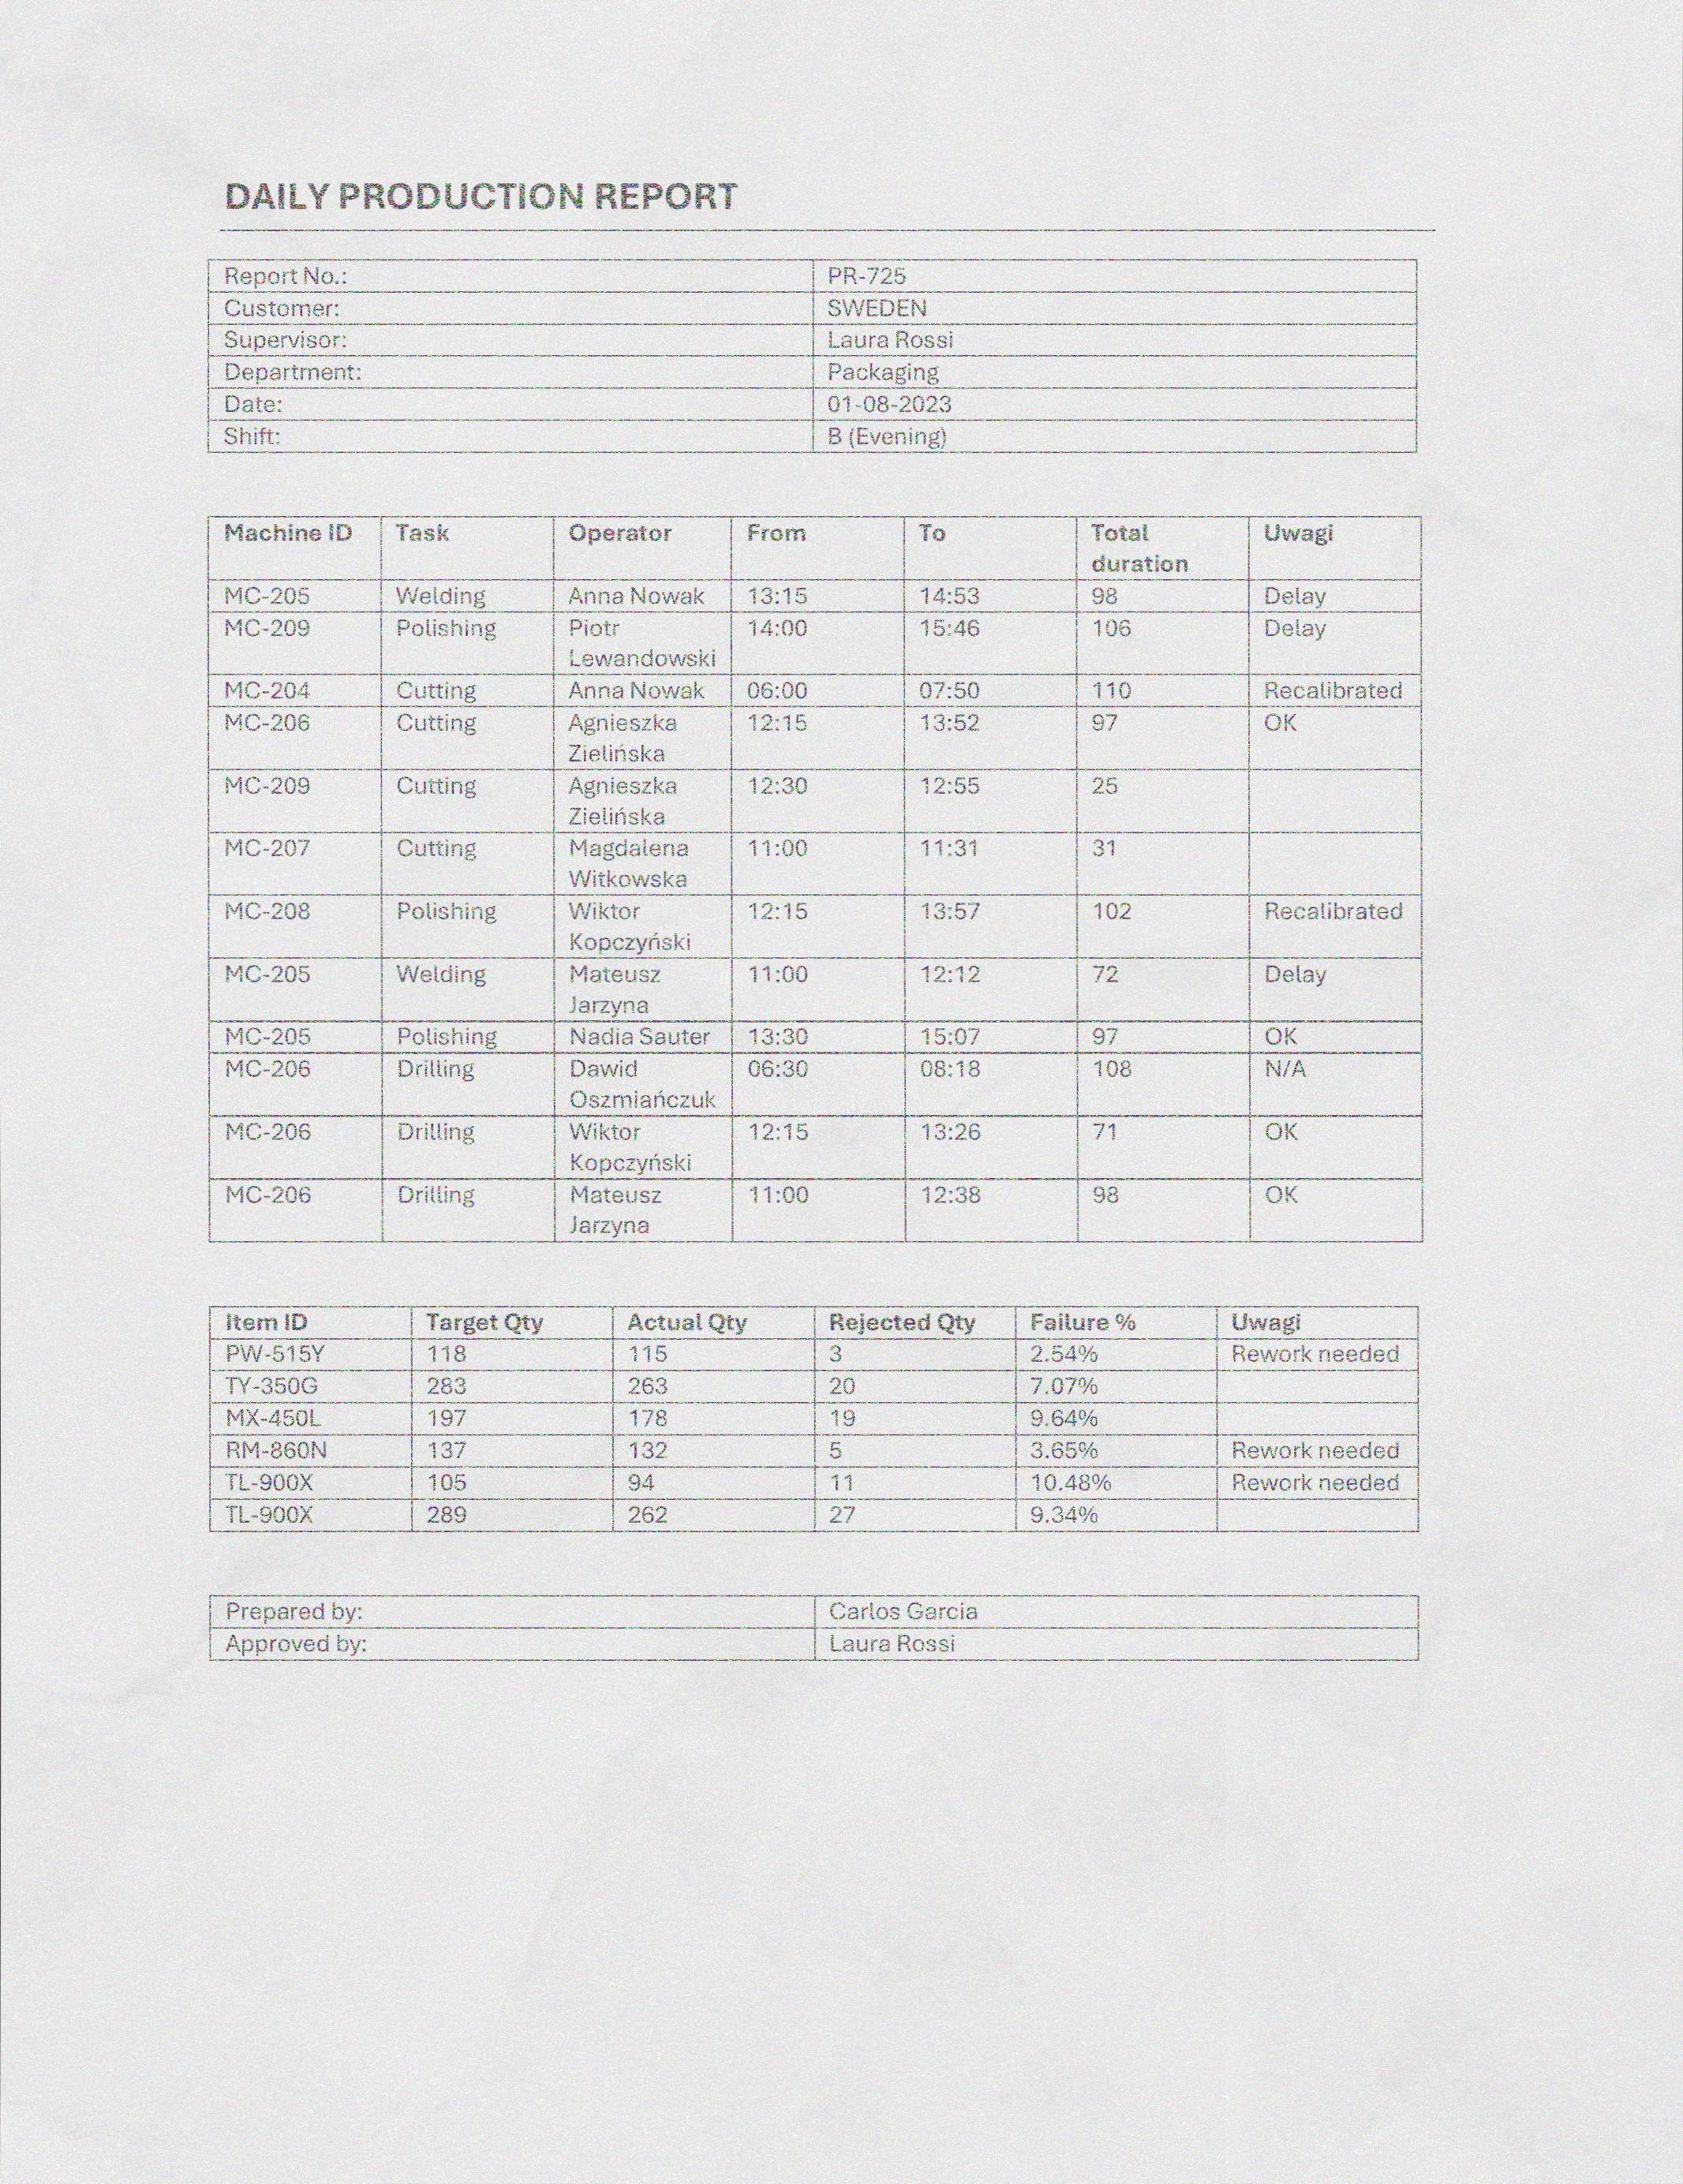 DAILY PRODUCTION REPORT
Report No.: PR-725
Customer: SWEDEN
Supervisor: Laura Rossi
Department: Packaging
Date: 01-08-2023
Shift: B (Evening)
Machine ID Task Operator From To Total duration Uwagi
MC-205 Welding Anna Nowak 13:15 14:53 98 Delay
MC-209 Polishing Piotr Lewandowski 14:00 15:46 106 Delay
MC-204 Cutting Anna Nowak 06:00 07:50 110 Recalibrated
MC-206 Cutting Agnieszka Zielińska 12:15 13:52 97 OK
MC-209 Cutting Agnieszka Zielińska 12:30 12:55 25
MC-207 Cutting Magdalena Witkowska 11:00 11:31 31
MC-208 Polishing Wiktor Kopczyński 12:15 13:57 102 Recalibrated
MC-205 Welding Mateusz Jarzyna 11:00 12:12 72 Delay
MC-205 Polishing Nadia Sauter 13:30 15:07 97 OK
MC-206 Drilling Dawid Oszmiańczuk 06:30 08:18 108 N/A
MC-206 Drilling Wiktor Kopczyński 12:15 13:26 71 OK
MC-206 Drilling Mateusz Jarzyna 11:00 12:38 98 OK
Item ID Target Qty Actual Qty Rejected Qty Failure % Uwagi
PW-515Y 118 115 3 2.54% Rework needed
TY-350G 283 263 20 7.07%
MX-450L 197 178 19 9.64%
RM-860N 137 132 5 3.65% Rework needed
TL-900X 105 94 11 10.48% Rework needed
TL-900X 289 262 27 9.34%
Prepared by: Carlos Garcia
Approved by: Laura Rossi